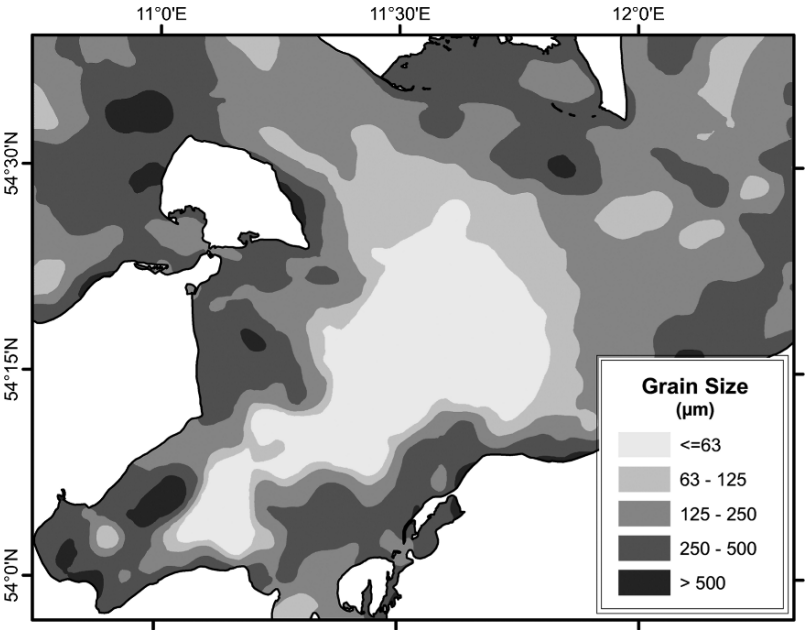 11°0'E 11°30'E 12°0'E
54°30'N
54°15'N
54°0'N
Grain Size
(µm)
<=63
63 - 125
125 - 250
250 - 500
> 500